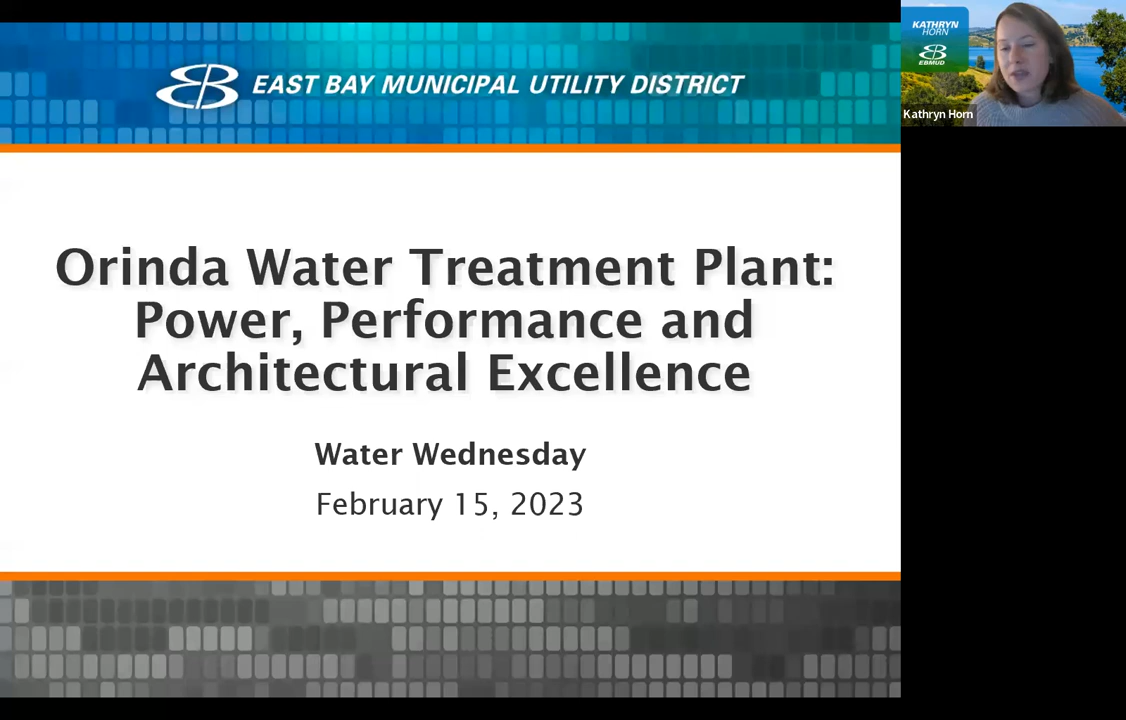 EAST BAY MUNICIPAL UTILITY DISTRICT
Orinda Water Treatment Plant:
Power, Performance and
Architectural Excellence
Water Wednesday
February 15, 2023
KATHRYN
HORN
EBMUD
Kathryn Horn